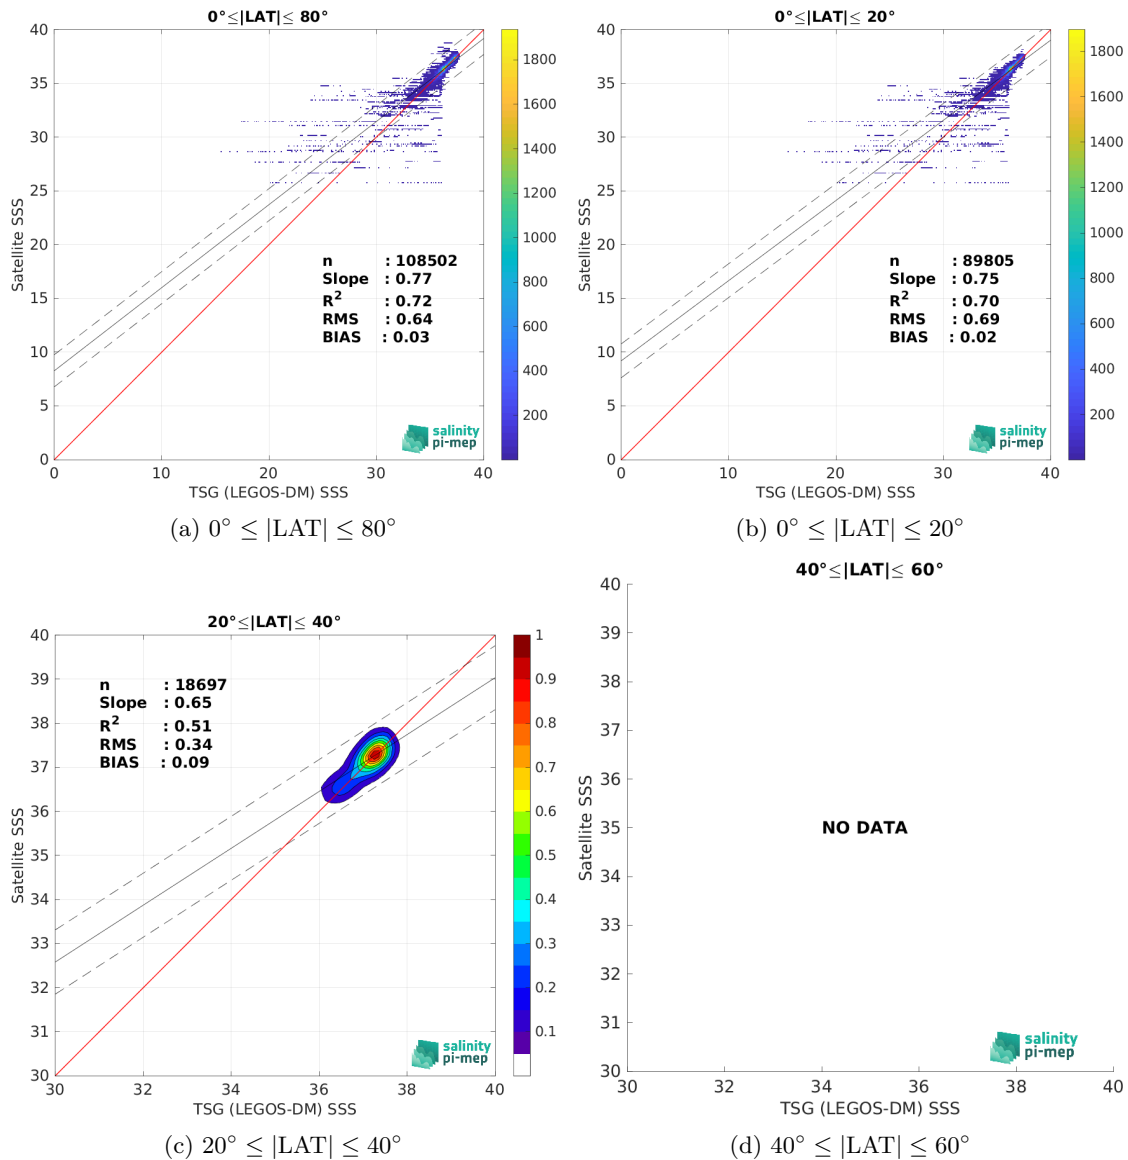 0°≤|LAT|≤ 80°
40
35
30
25
20
15
10
5
0
Satellite SSS
n : 108502
Slope : 0.77
R² : 0.72
RMS : 0.64
BIAS : 0.03
salinity
pi-mep
0 10 20 30 40
TSG (LEGOS-DM) SSS
1800
1600
1400
1200
1000
800
600
400
200
(a) 0° ≤ |LAT| ≤ 80°
0°≤|LAT|≤ 20°
40
35
30
25
20
15
10
5
0
Satellite SSS
n : 89805
Slope : 0.75
R² : 0.70
RMS : 0.69
BIAS : 0.02
salinity
pi-mep
0 10 20 30 40
TSG (LEGOS-DM) SSS
1800
1600
1400
1200
1000
800
600
400
200
(b) 0° ≤ |LAT| ≤ 20°
20°≤|LAT|≤ 40°
40
39
38
37
36
35
34
33
32
31
30
Satellite SSS
n : 18697
Slope : 0.65
R² : 0.51
RMS : 0.34
BIAS : 0.09
salinity
pi-mep
30 32 34 36 38 40
TSG (LEGOS-DM) SSS
1
0.9
0.8
0.7
0.6
0.5
0.4
0.3
0.2
0.1
(c) 20° ≤ |LAT| ≤ 40°
40°≤|LAT|≤ 60°
40
39
38
37
36
35
34
33
32
31
30
Satellite SSS
NO DATA
salinity
pi-mep
30 32 34 36 38 40
TSG (LEGOS-DM) SSS
(d) 40° ≤ |LAT| ≤ 60°